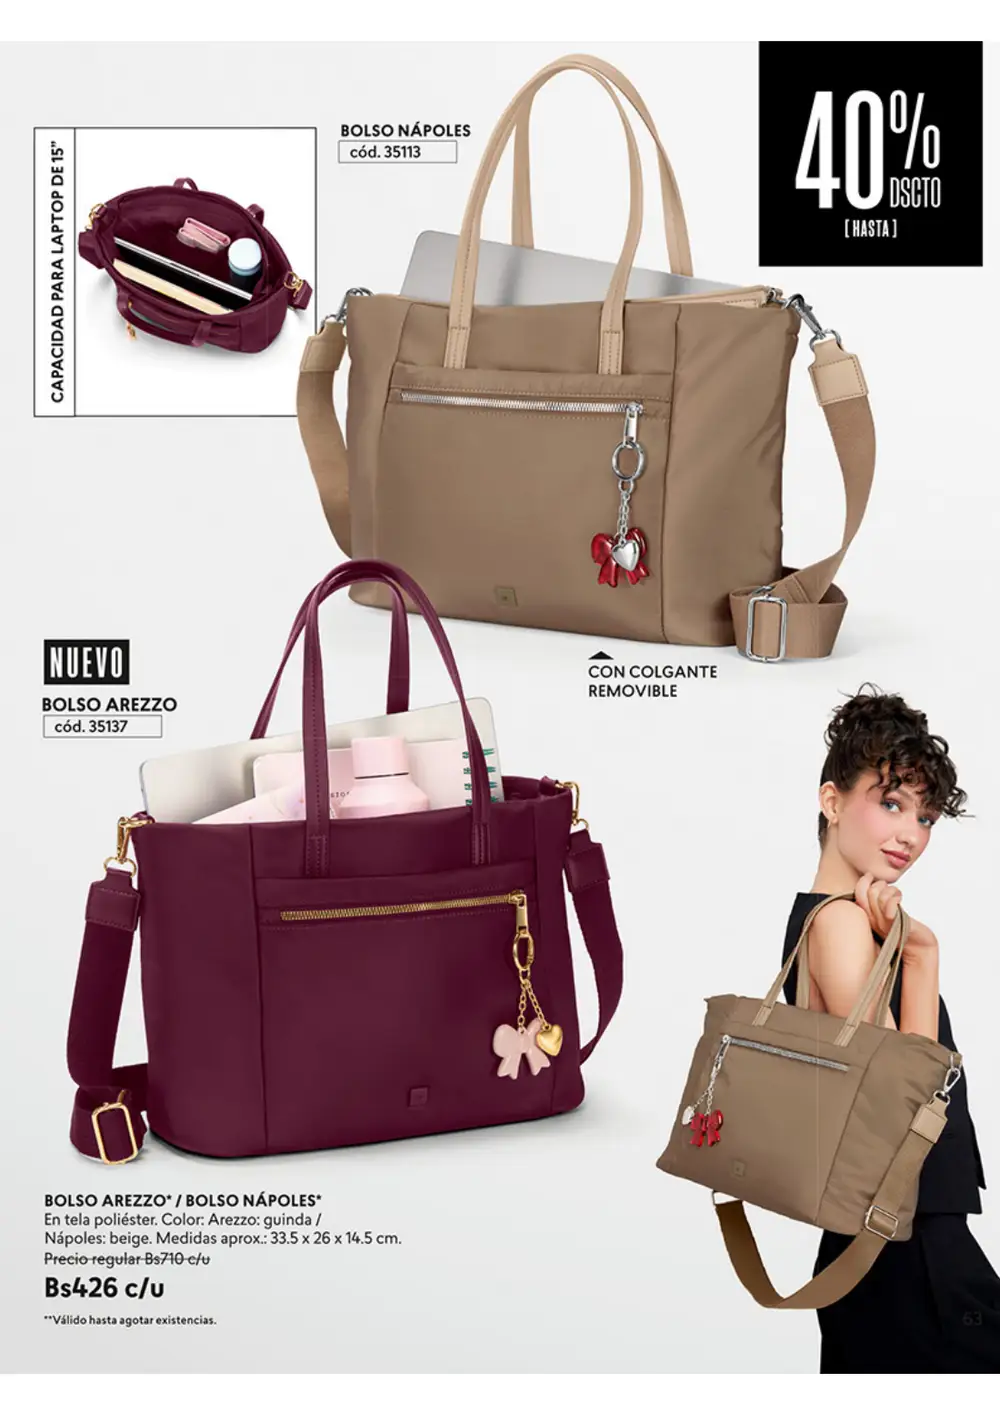 40% DSCTO
[HASTA]
BOLSO NÁPOLES
cód. 35113
CAPACIDAD PARA LAPTOP DE 15”
CON COLGANTE
REMOVIBLE
NUEVO
BOLSO AREZZO
cód. 35137
BOLSO AREZZO* / BOLSO NÁPOLES*
En tela poliéster. Color: Arezzo: guinda /
Nápoles: beige. Medidas aprox.: 33.5 x 26 x 14.5 cm.
Precio regular Bs710 c/u
Bs426 c/u
**Válido hasta agotar existencias.
63